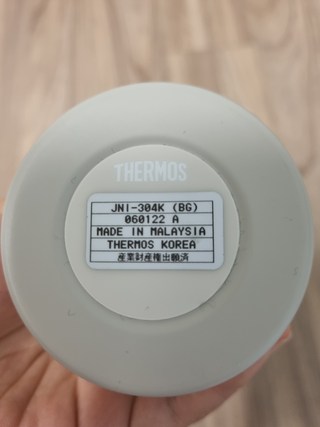 THERMOS
JNI-304K (BG)
060122 A
MADE IN MALAYSIA
THERMOS KOREA
産業財産権出願済